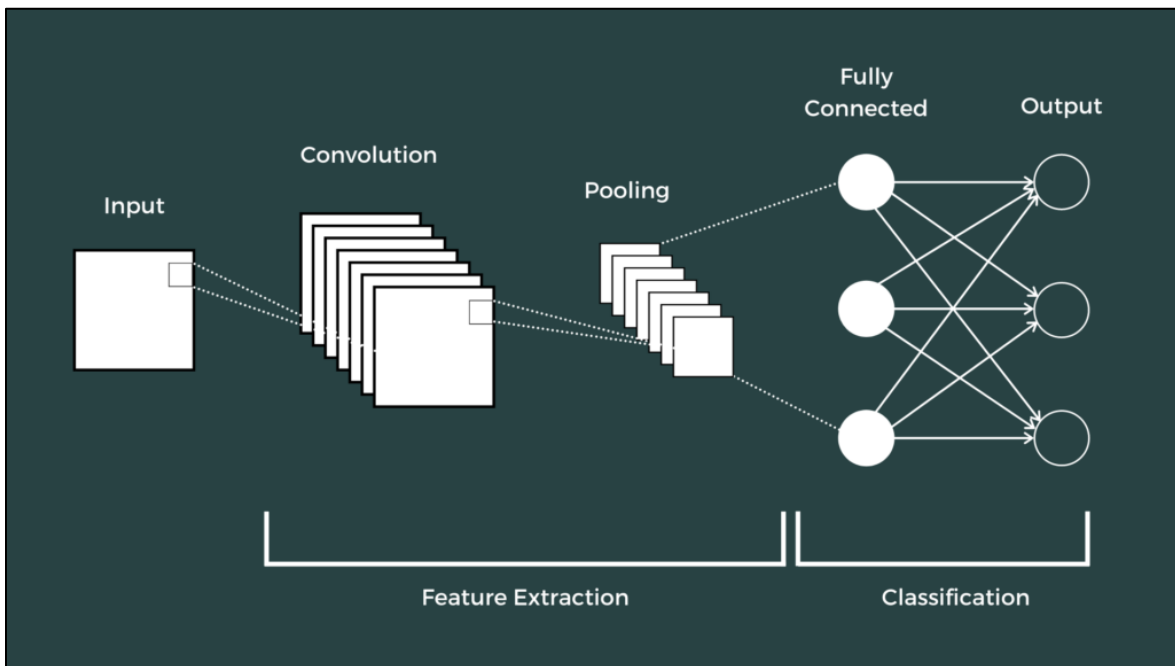 Input
Convolution
Pooling
Fully
Connected
Output
Feature Extraction
Classification